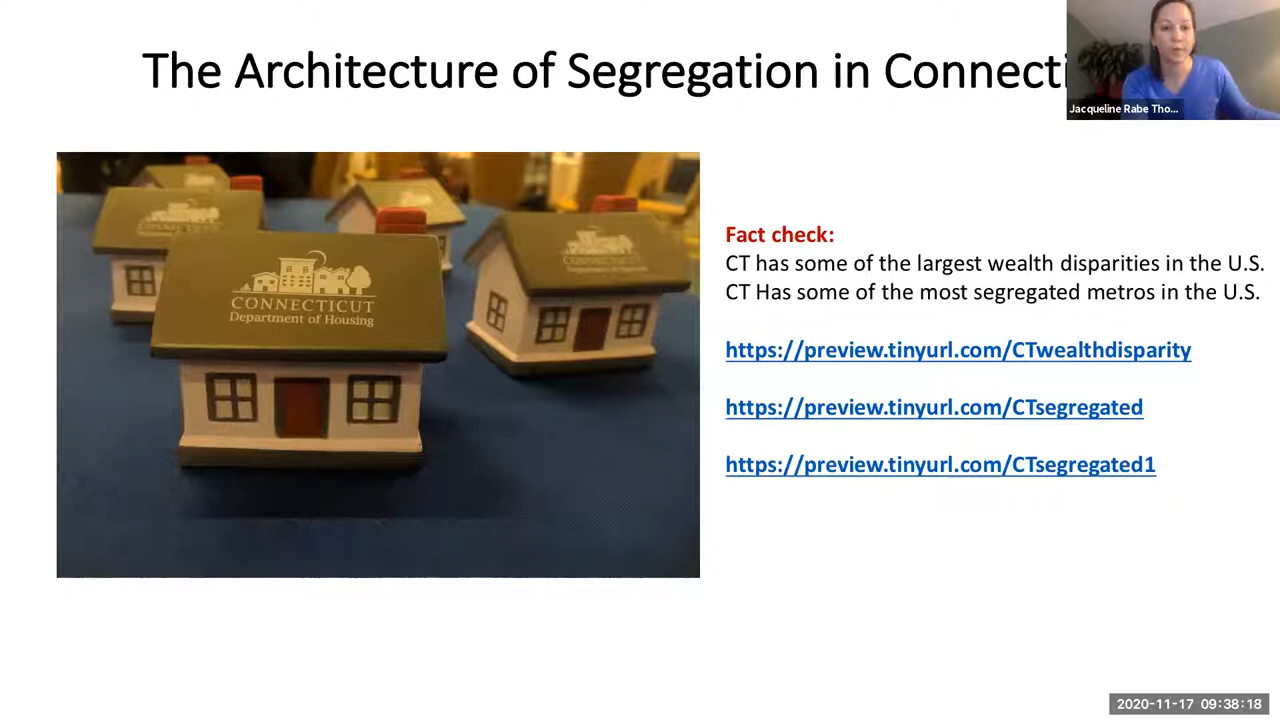 The Architecture of Segregation in Connecti
Jacqueline Rabe Tho...
CONNECTICUT
Department of Housing
Fact check:
CT has some of the largest wealth disparities in the U.S.
CT Has some of the most segregated metros in the U.S.
https://preview.tinyurl.com/CTwealthdisparity
https://preview.tinyurl.com/CTsegregated
https://preview.tinyurl.com/CTsegregated1
2020-11-17 09:38:18